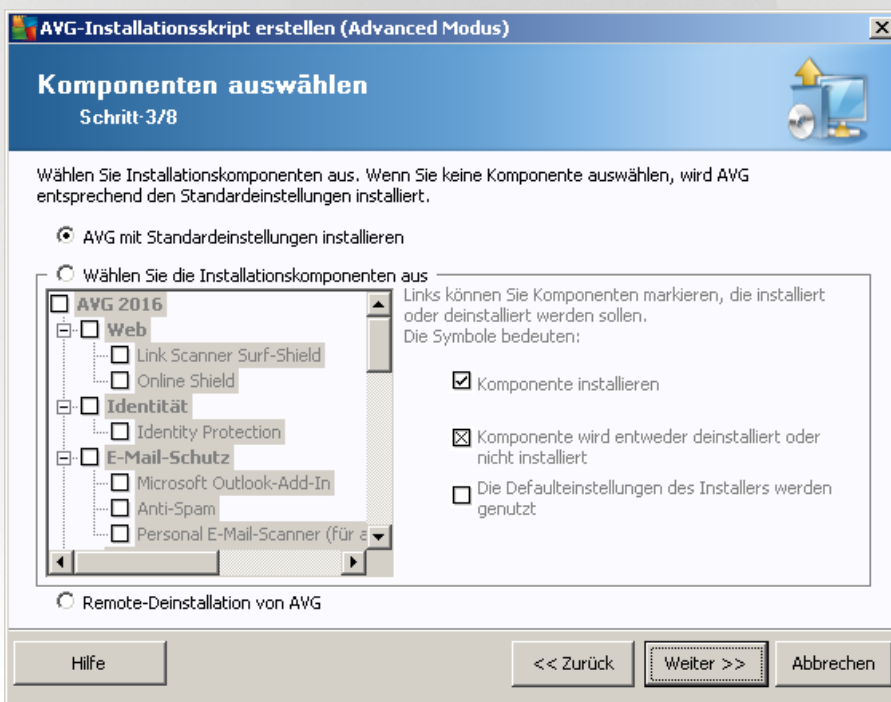 AVG-Installationsskript erstellen (Advanced Modus)
Komponenten auswählen
Schritt-3/8
Wählen Sie Installationskomponenten aus. Wenn Sie keine Komponente auswählen, wird AVG
entsprechend den Standardeinstellungen installiert.
AVG mit Standardeinstellungen installieren
Wählen Sie die Installationskomponenten aus
AVG 2016
Web
Link Scanner Surf-Shield
Online Shield
Identität
Identity Protection
E-Mail-Schutz
Microsoft Outlook-Add-In
Anti-Spam
Personal E-Mail-Scanner (für a
Links können Sie Komponenten markieren, die installiert
oder deinstalliert werden sollen.
Die Symbole bedeuten:
Komponente installieren
Komponente wird entweder deinstalliert oder
nicht installiert
Die Defaulteinstellungen des Installers werden
genutzt
Remote-Deinstallation von AVG
Hilfe
<< Zurück
Weiter >>
Abbrechen